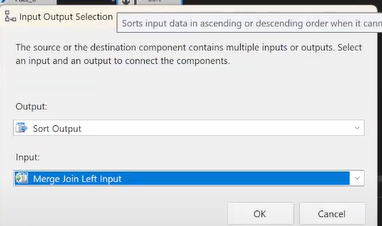 Input Output Selection
Sorts input data in ascending or descending order when it cann
The source or the destination component contains multiple inputs or outputs. Select
an input and an output to connect the components.
Output:
Sort Output
Input:
Merge Join Left Input
OK
Cancel